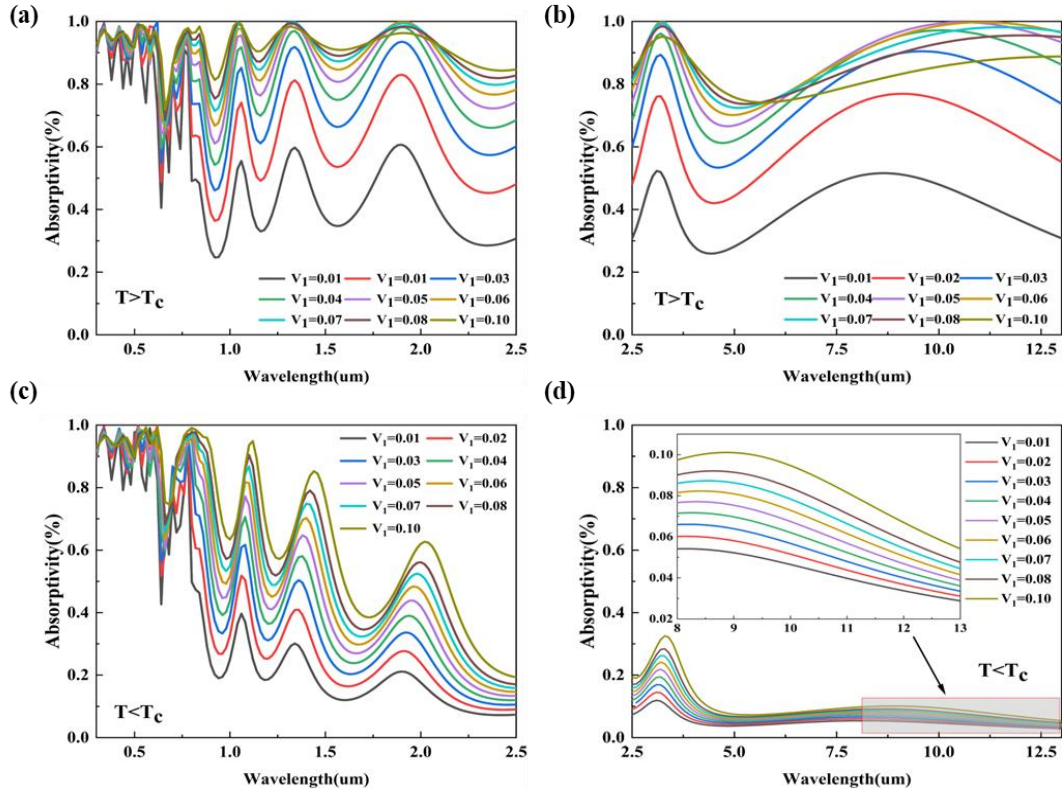 (a)
Absorptivity(%)
1.0
0.8
0.6
0.4
0.2
0.0
T>Tc
V1=0.01 V1=0.01 V1=0.03
V1=0.04 V1=0.05 V1=0.06
V1=0.07 V1=0.08 V1=0.10
0.5 1.0 1.5 2.0 2.5
Wavelength(um)
(b)
Absorptivity(%)
1.0
0.8
0.6
0.4
0.2
0.0
T>Tc
V1=0.01 V1=0.02 V1=0.03
V1=0.04 V1=0.05 V1=0.06
V1=0.07 V1=0.08 V1=0.10
2.5 5.0 7.5 10.0 12.5
Wavelength(um)
(c)
Absorptivity(%)
1.0
0.8
0.6
0.4
0.2
0.0
V1=0.01 V1=0.02
V1=0.03 V1=0.04
V1=0.05 V1=0.06
V1=0.07 V1=0.08
V1=0.10
T<Tc
0.5 1.0 1.5 2.0 2.5
Wavelength(um)
(d)
Absorptivity(%)
1.0
0.8
0.6
0.4
0.2
0.0
0.10
0.08
0.06
0.04
0.02
8 9 10 11 12 13
V1=0.01
V1=0.02
V1=0.03
V1=0.04
V1=0.05
V1=0.06
V1=0.07
V1=0.08
V1=0.10
T<Tc
2.5 5.0 7.5 10.0 12.5
Wavelength(um)